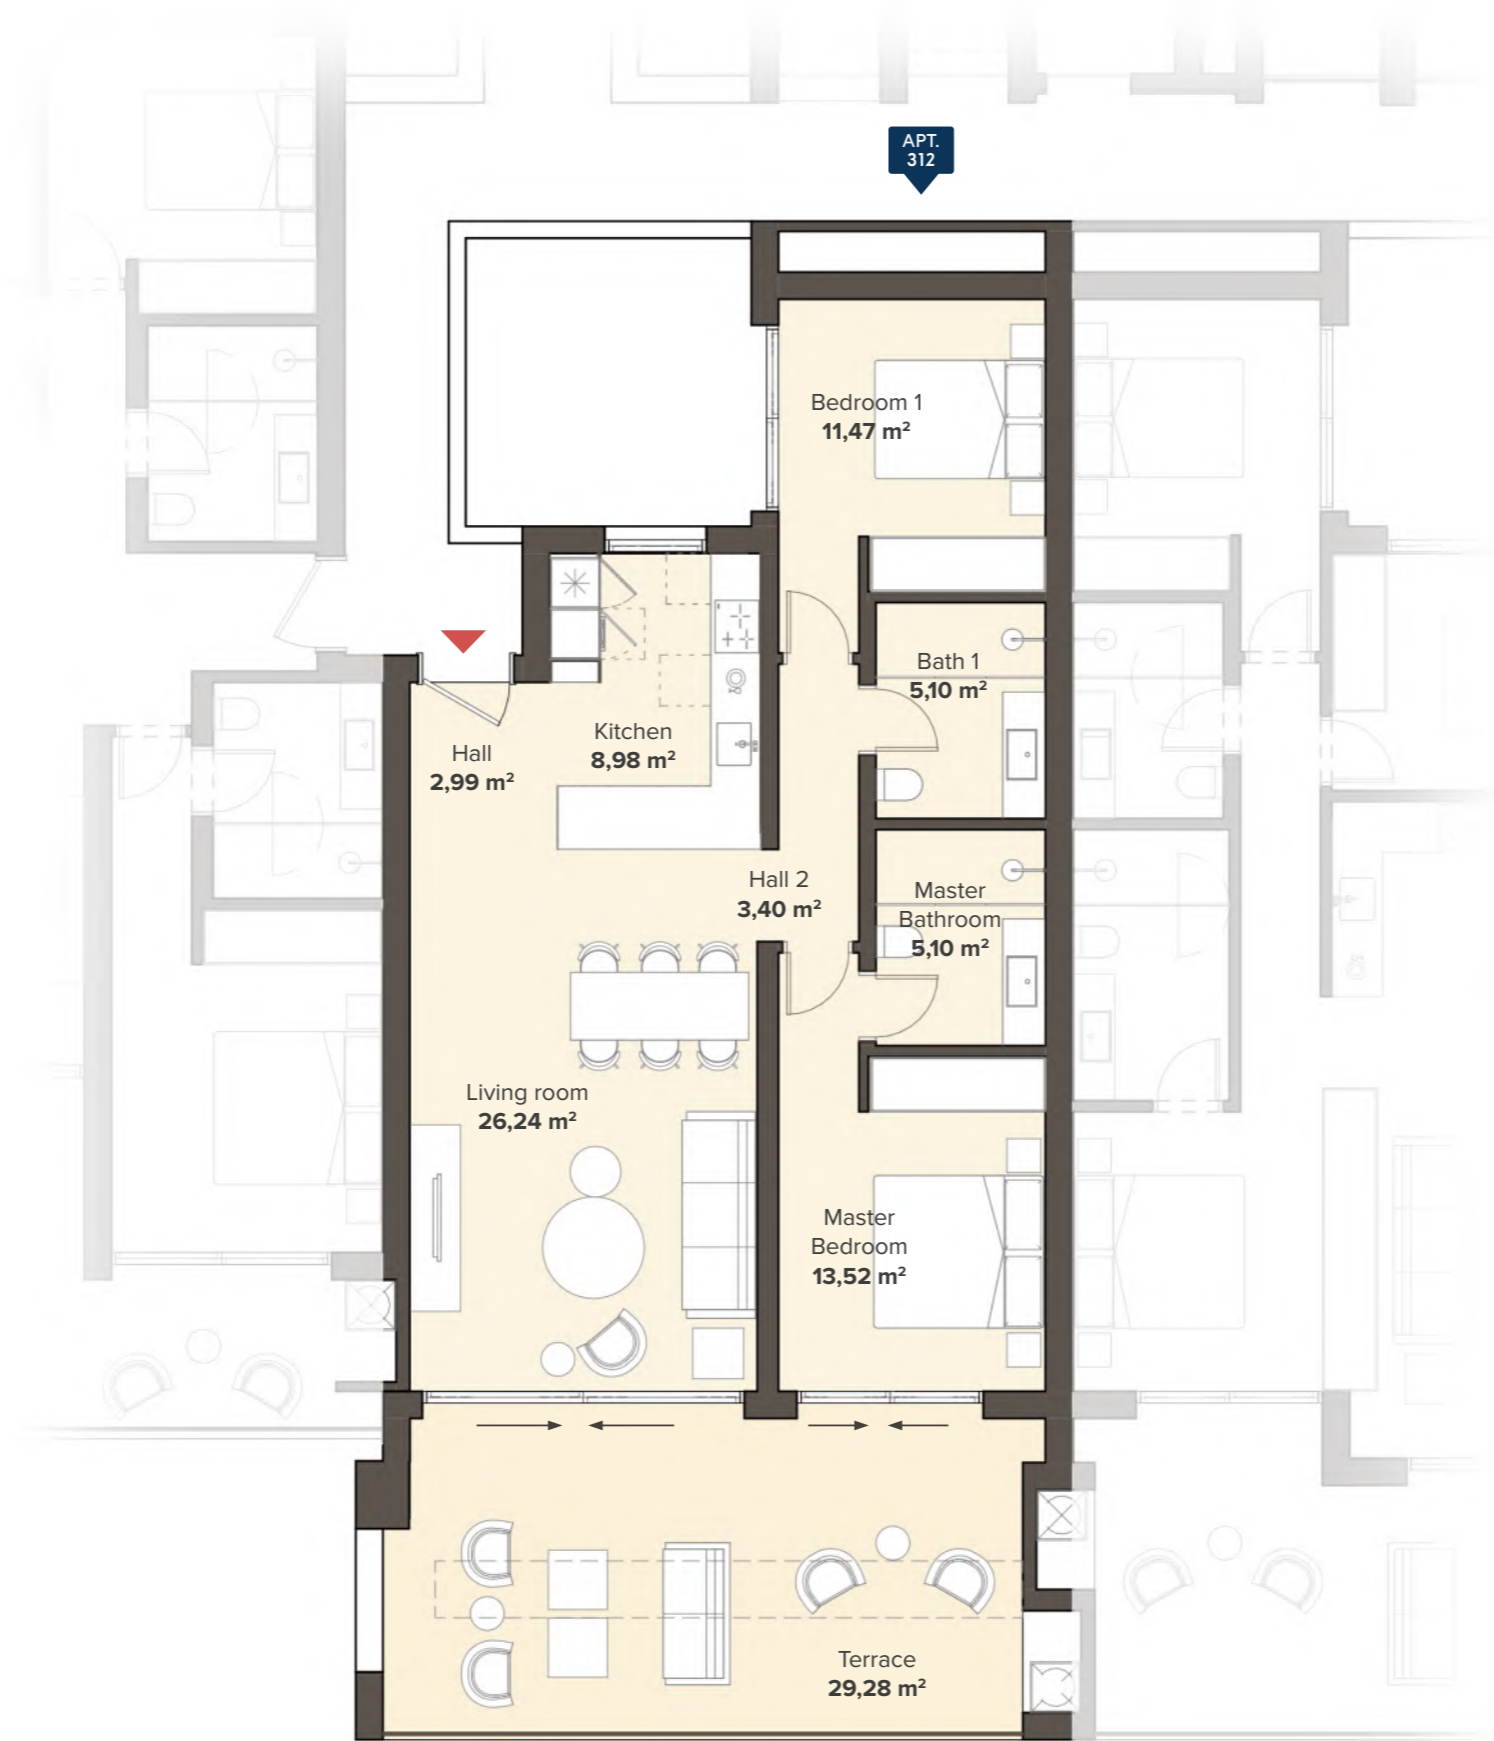 APT.
312
Bedroom 1
11,47 m²
Bath 1
5,10 m²
Kitchen
8,98 m²
Hall
2,99 m²
Hall 2
3,40 m²
Master
Bathroom
5,10 m²
Living room
26,24 m²
Master
Bedroom
13,52 m²
Terrace
29,28 m²